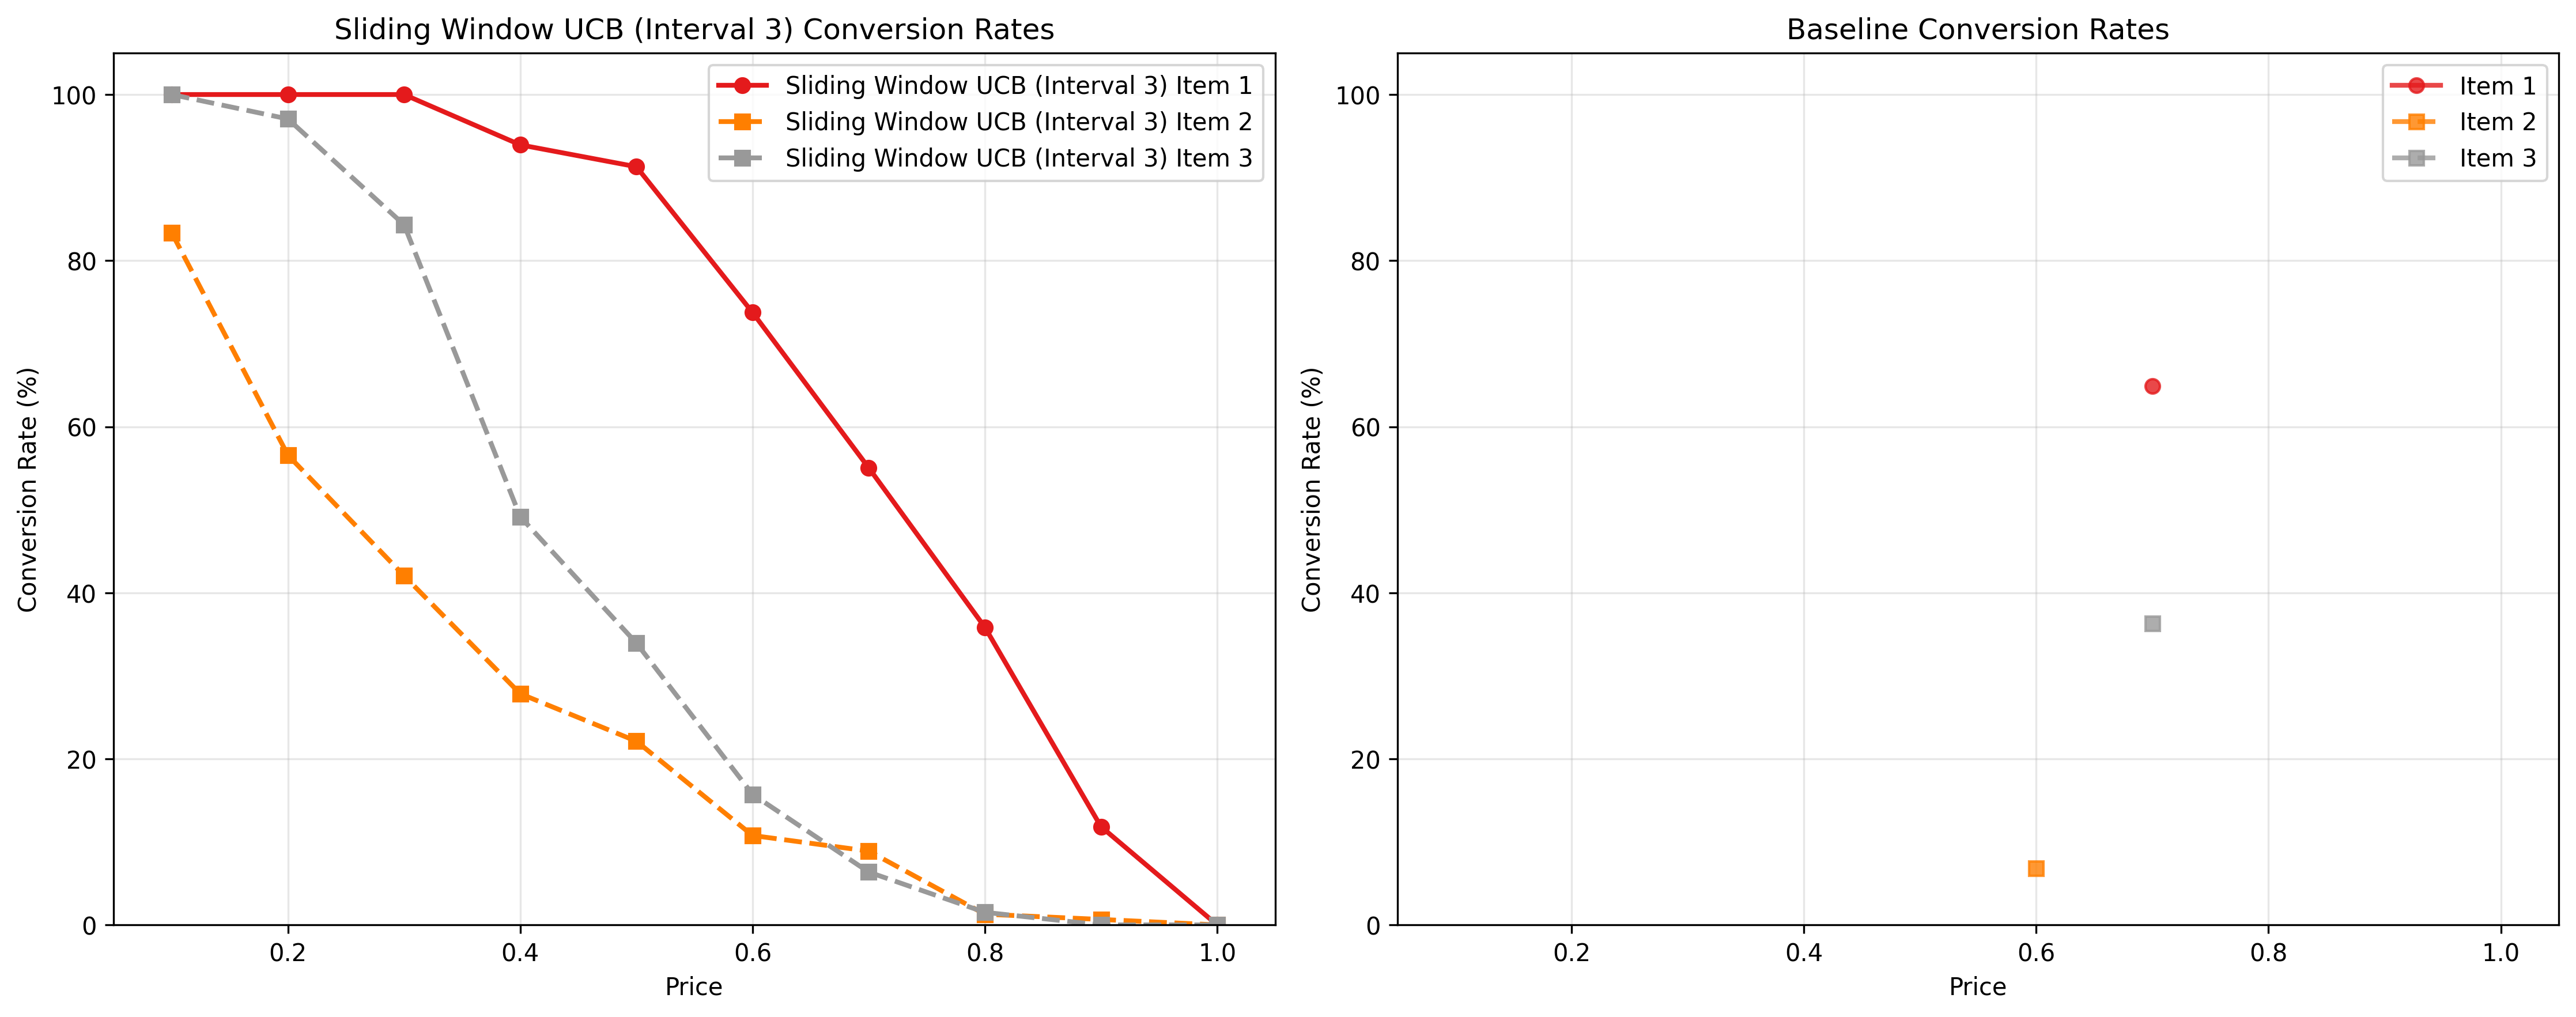 Sliding Window UCB (Interval 3) Conversion Rates
Sliding Window UCB (Interval 3) Item 1
Sliding Window UCB (Interval 3) Item 2
Sliding Window UCB (Interval 3) Item 3
Conversion Rate (%)
100
80
60
40
20
0
0.2
0.4
0.6
0.8
1.0
Price
Baseline Conversion Rates
Item 1
Item 2
Item 3
Conversion Rate (%)
100
80
60
40
20
0
0.2
0.4
0.6
0.8
1.0
Price